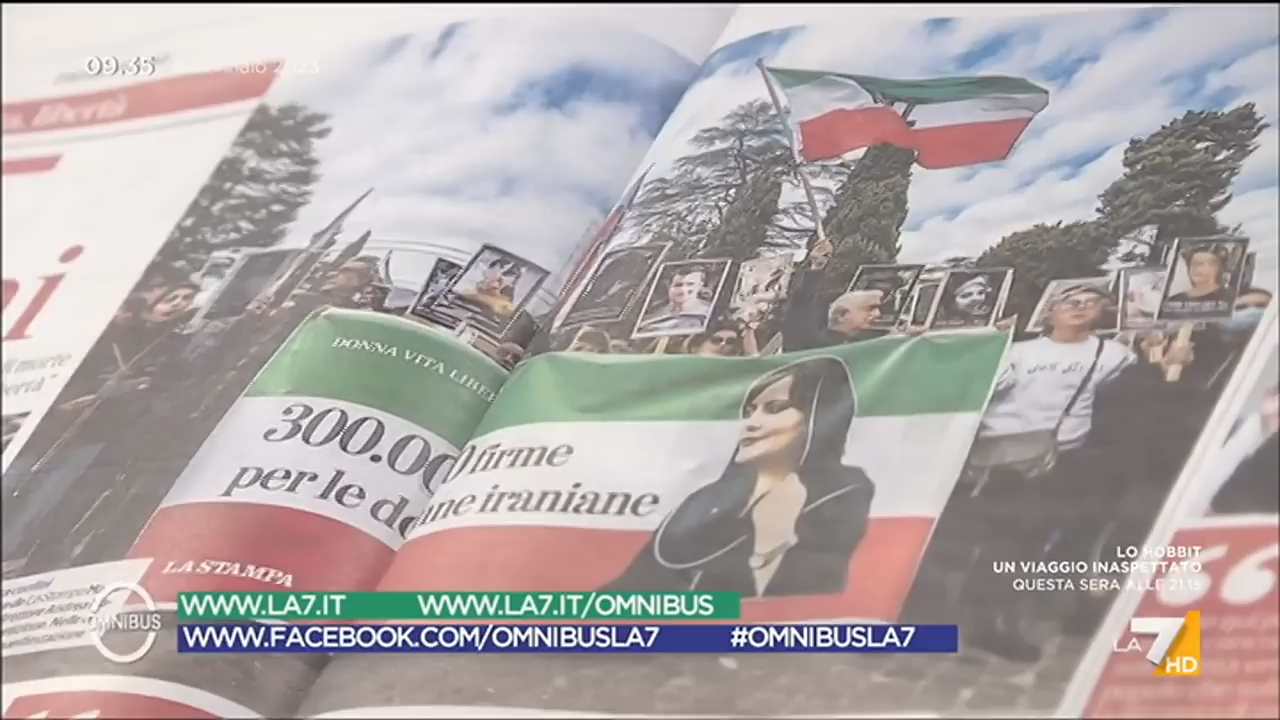 09.35
libertà
DONNA VITA LIBE
300.00 firme
per le donne iraniane
LA STAMPA
LO HOBBIT
UN VIAGGIO INASPETTATO
QUESTA SERA ALLE 21.15
OMNIBUS
WWW.LA7.IT WWW.LA7.IT/OMNIBUS
WWW.FACEBOOK.COM/OMNIBUSLA7 #OMNIBUSLA7
LA7 HD